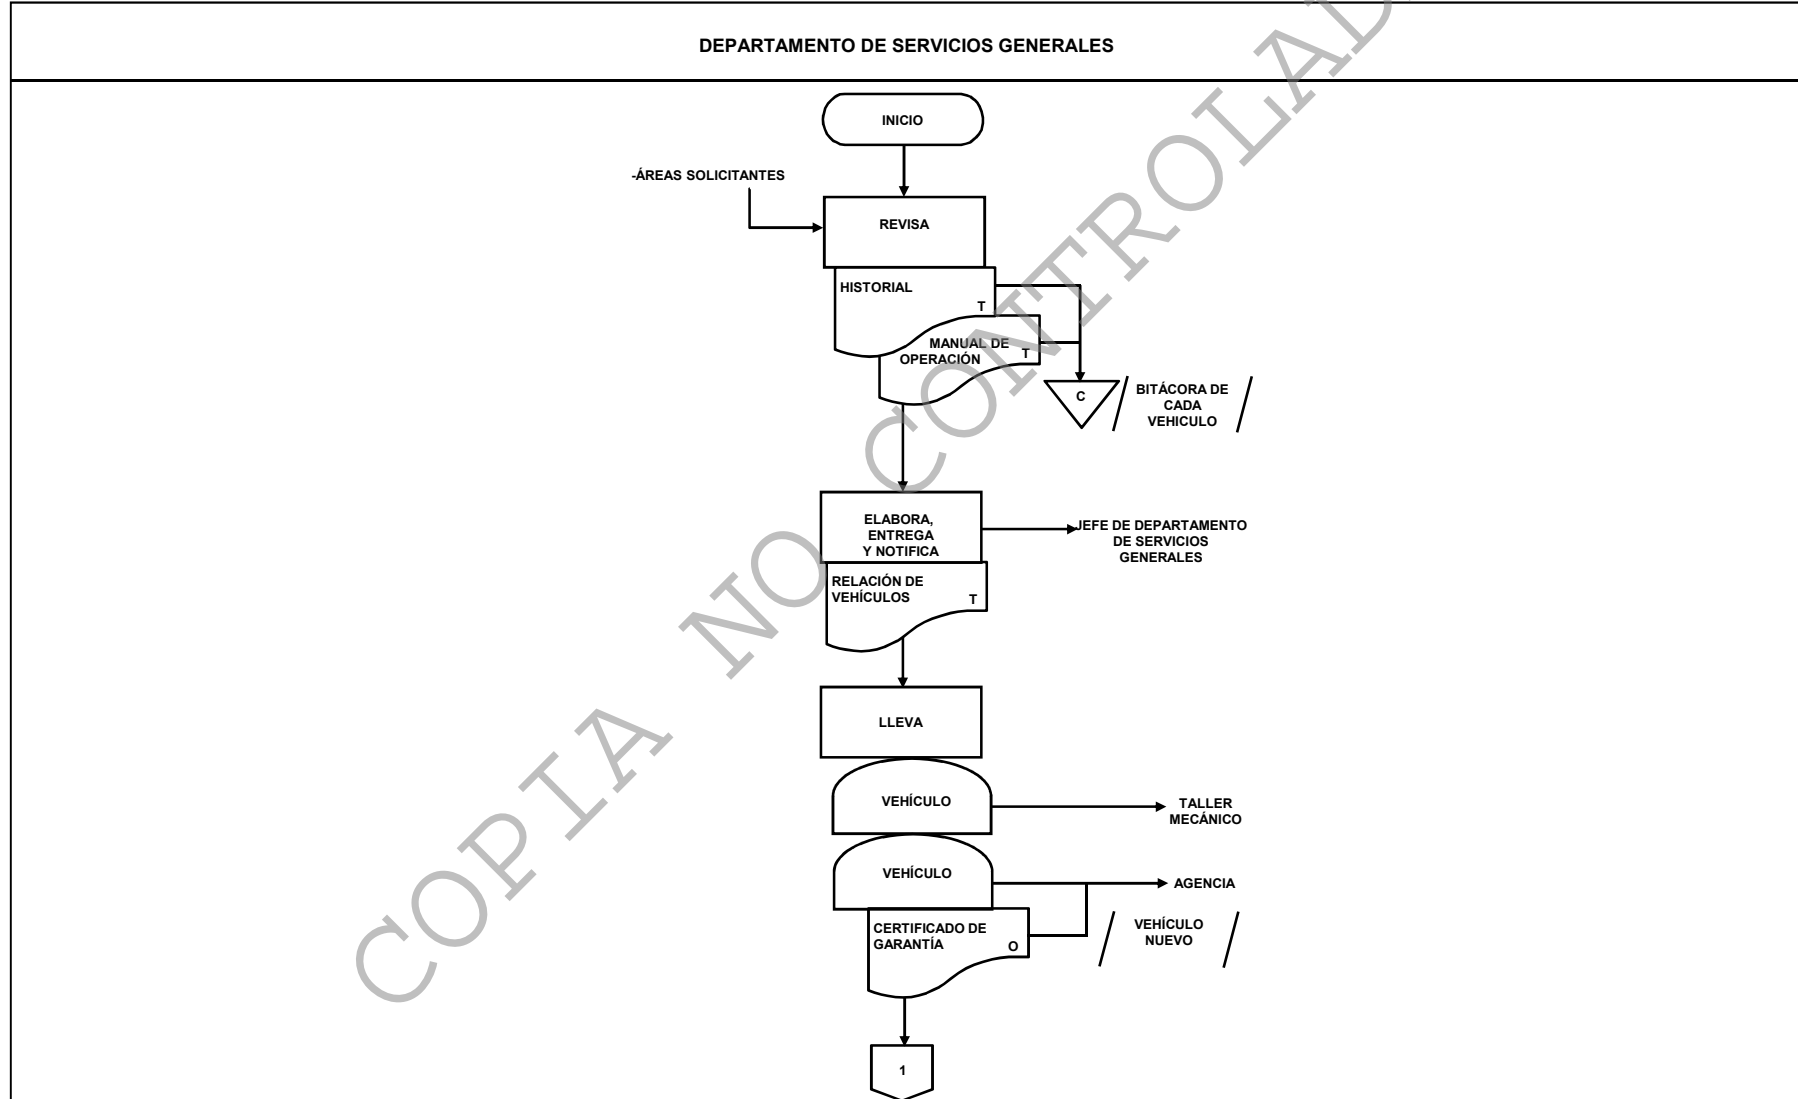 DEPARTAMENTO DE SERVICIOS GENERALES
INICIO
-ÁREAS SOLICITANTES
REVISA
HISTORIAL
T
MANUAL DE
OPERACIÓN
T
C
BITÁCORA DE
CADA
VEHICULO
ELABORA,
ENTREGA
Y NOTIFICA
JEFE DE DEPARTAMENTO
DE SERVICIOS
GENERALES
RELACIÓN DE
VEHÍCULOS
T
LLEVA
VEHÍCULO
TALLER
MECÁNICO
VEHÍCULO
AGENCIA
CERTIFICADO DE
GARANTÍA
O
VEHÍCULO
NUEVO
1
COPIA NO CONTROLAD